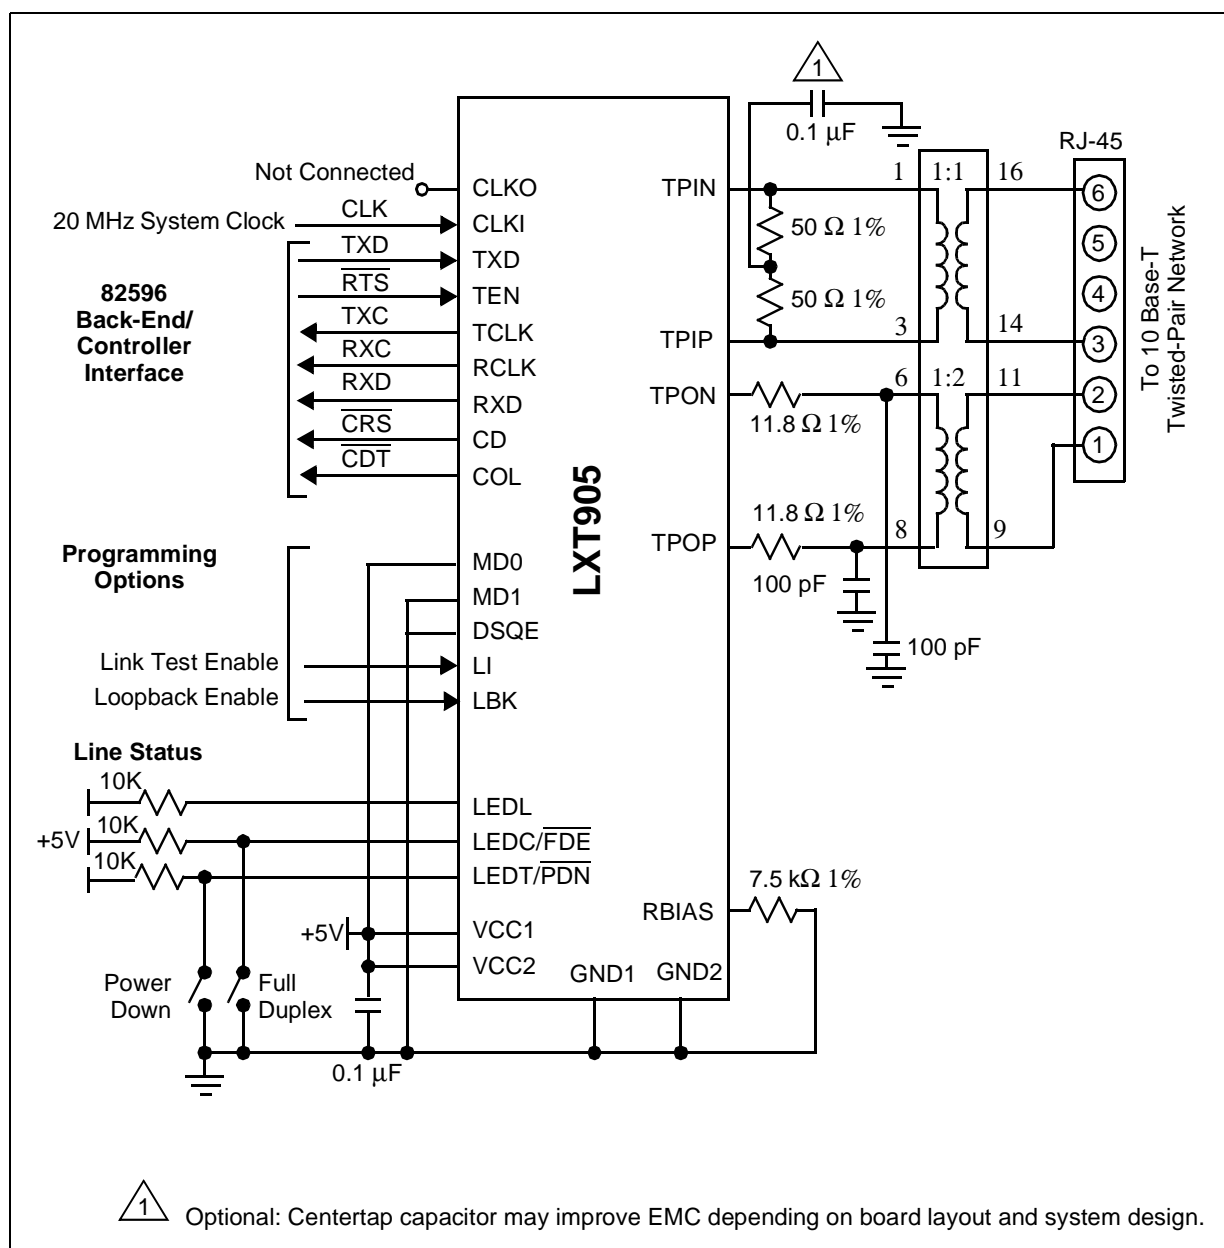 1
0.1 µF
RJ-45
Not Connected
CLKO
TPIN
1
1:1
16
6
20 MHz System Clock
CLK
CLKI
50 Ω 1%
5
TXD
TXD
82596
Back-End/
Controller
Interface
RTS
TEN
50 Ω 1%
4
TXC
TCLK
TPIP
3
14
3
RXC
RCLK
RXD
RXD
TPON
11.8 Ω 1%
6
1:2
11
2
CRS
CD
1
CDT
COL
To 10 Base-T
Twisted-Pair Network
LXT905
11.8 Ω 1%
TPOP
8
9
100 pF
100 pF
Programming
Options
MD0
MD1
DSQE
Link Test Enable
LI
Loopback Enable
LBK
Line Status
10K
LEDL
+5V
10K
LEDC/FDE
10K
LEDT/PDN
7.5 kΩ 1%
RBIAS
+5V
VCC1
VCC2
GND1
GND2
Power
Down
Full
Duplex
0.1 µF
1
Optional: Centertap capacitor may improve EMC depending on board layout and system design.